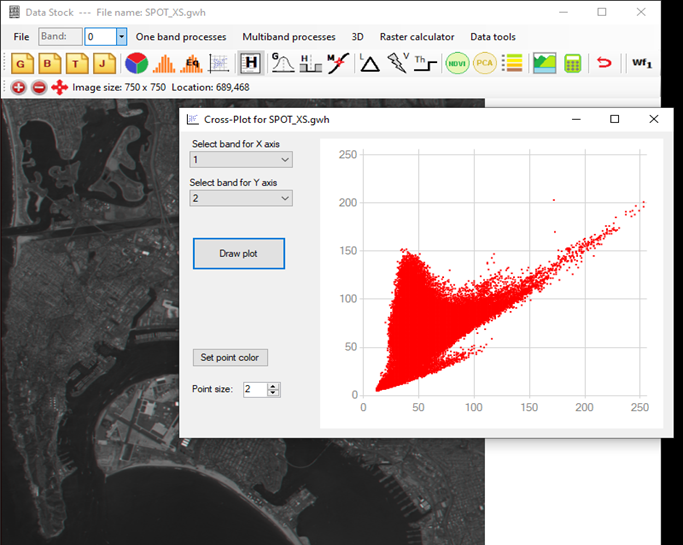 Data Stock --- File name: SPOT_XS.gwh
File Band: 0 One band processes Multiband processes 3D Raster calculator Data tools
G B T J Eq H G H M L V Th NDVI PCA Wf1
Image size: 750 x 750 Location: 689,468
Cross-Plot for SPOT_XS.gwh
Select band for X axis
1
Select band for Y axis
2
Draw plot
Set point color
Point size: 2
250
200
150
100
50
0
0 50 100 150 200 250